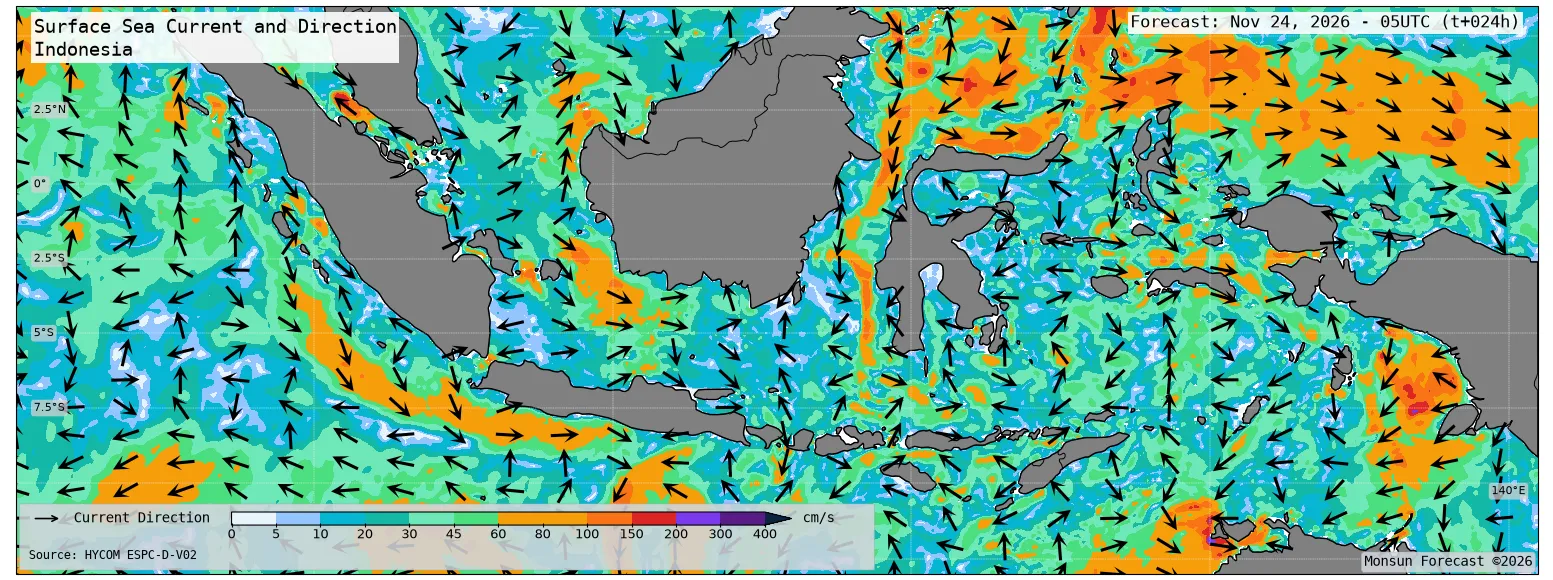 Surface Sea Current and Direction
Indonesia
Forecast: Nov 24, 2026 - 05UTC (t+024h)
2.5°N
0°
2.5°S
5°S
7.5°S
140°E
Current Direction
0 5 10 20 30 45 60 80 100 150 200 300 400 cm/s
Source: HYCOM ESPC-D-V02
Monsun Forecast ©2026